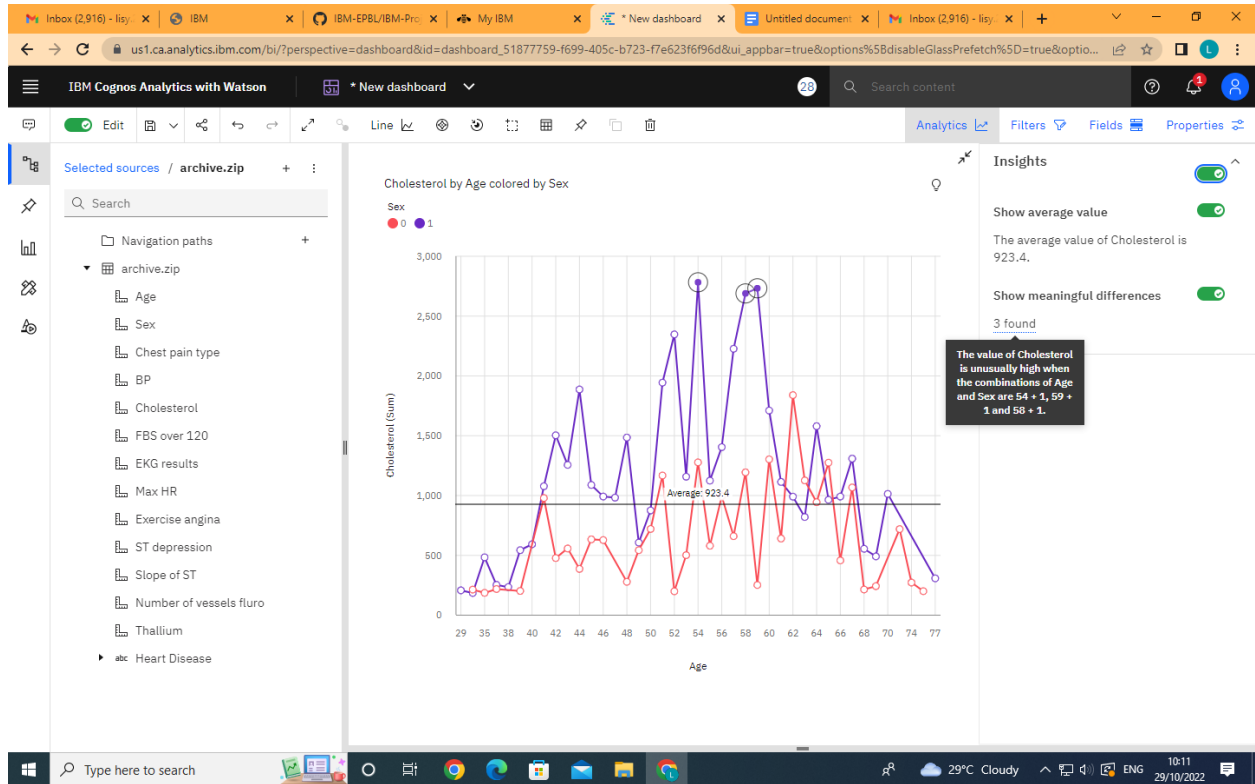 Inbox (2,916) - lisy
IBM
IBM-EPBL/IBM-Pro
My IBM
* New dashboard
Untitled document
Inbox (2,916) - lisy
us1.ca.analytics.ibm.com/bi/?perspective=dashboard&id=dashboard_51877759-f699-405c-b723-f7e623f6f96d&ui_appbar=true&options%5BdisableGlassPrefetch%5D=true&optio...
L
IBM Cognos Analytics with Watson
* New dashboard
28
Search content
1
Edit
Line
Analytics
Filters
Fields
Properties
Selected sources / archive.zip
Search
Navigation paths
archive.zip
Age
Sex
Chest pain type
BP
Cholesterol
FBS over 120
EKG results
Max HR
Exercise angina
ST depression
Slope of ST
Number of vessels fluro
Thallium
abc Heart Disease
Cholesterol by Age colored by Sex
Sex
0 1
3,000
2,500
2,000
1,500
1,000
500
0
Cholesterol (Sum)
Average: 923.4
29 35 38 40 42 44 46 48 50 52 54 56 58 60 62 64 66 68 70 74 77
Age
Insights
Show average value
The average value of Cholesterol is
923.4.
Show meaningful differences
3 found
The value of Cholesterol
is unusually high when
the combinations of Age
and Sex are 54 + 1, 59 +
1 and 58 + 1.
Type here to search
L
29°C Cloudy
ENG
10:11
29/10/2022